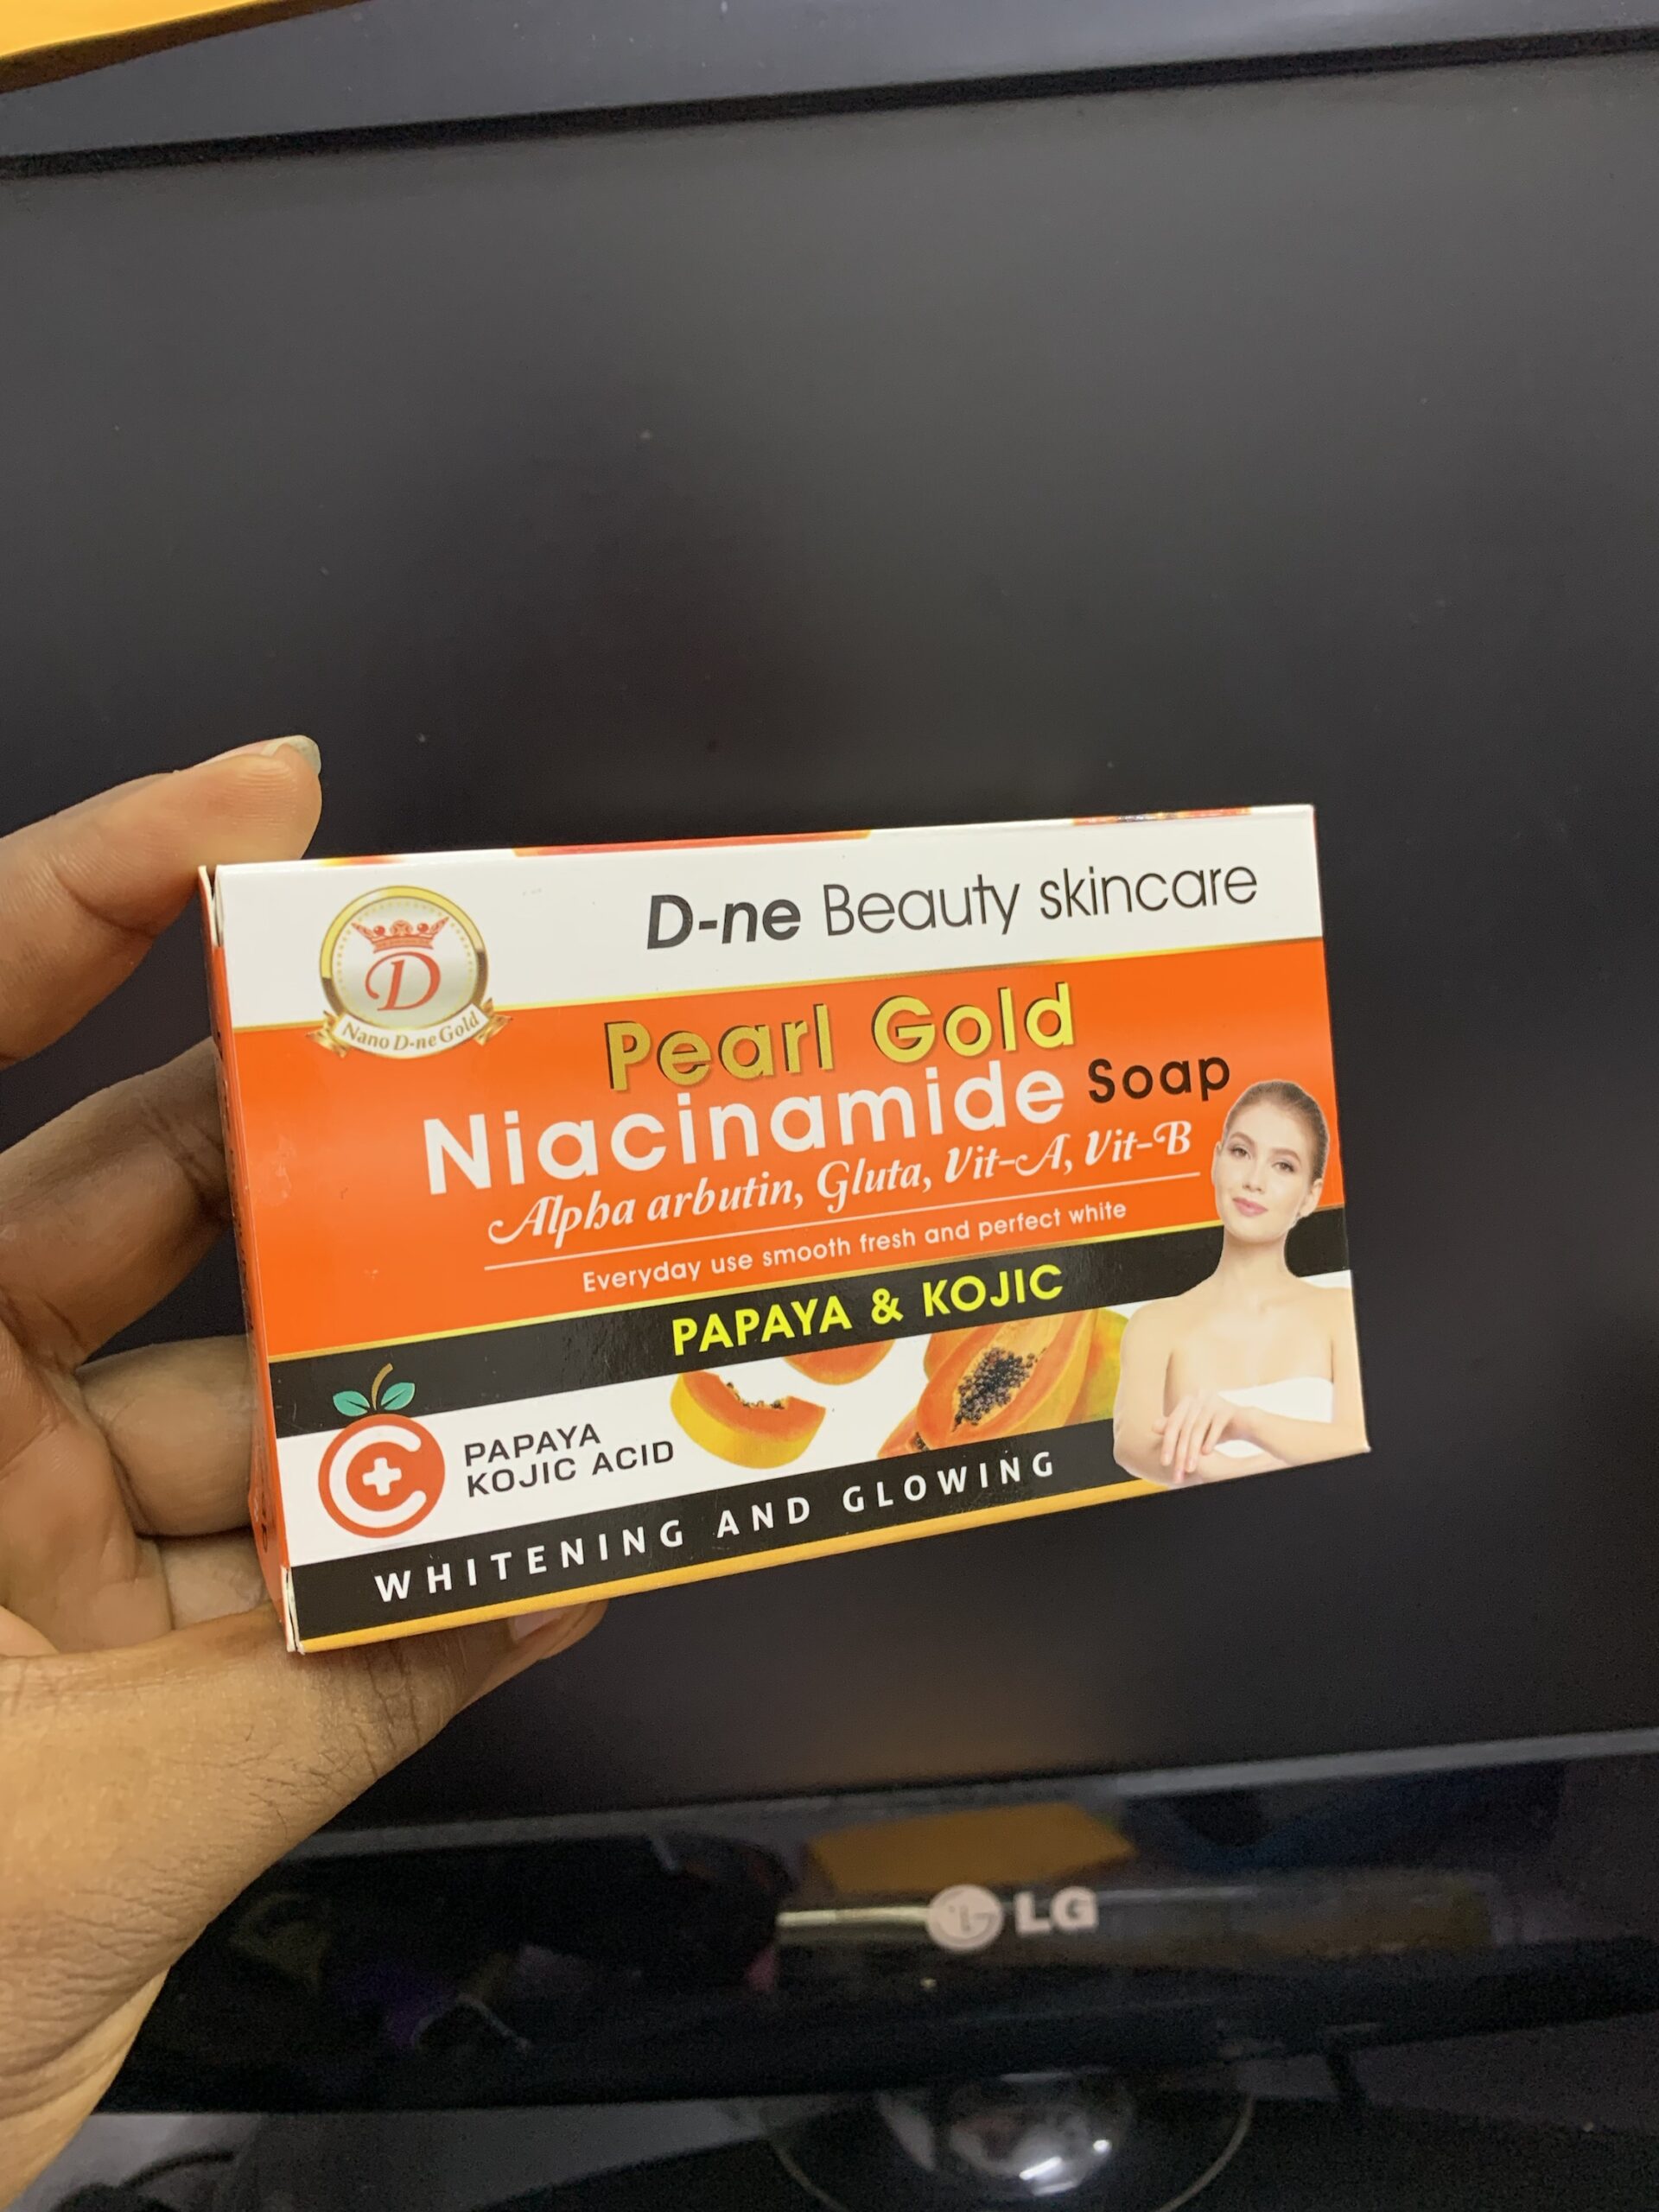 D-ne Beauty skincare
D
Nano D-ne Gold
Pearl Gold
Niacinamide Soap
Alpha arbutin, Gluta, Vit-A, Vit-B
Everyday use smooth fresh and perfect white
PAPAYA & KOJIC
C
PAPAYA
KOJIC ACID
WHITENING AND GLOWING
LG